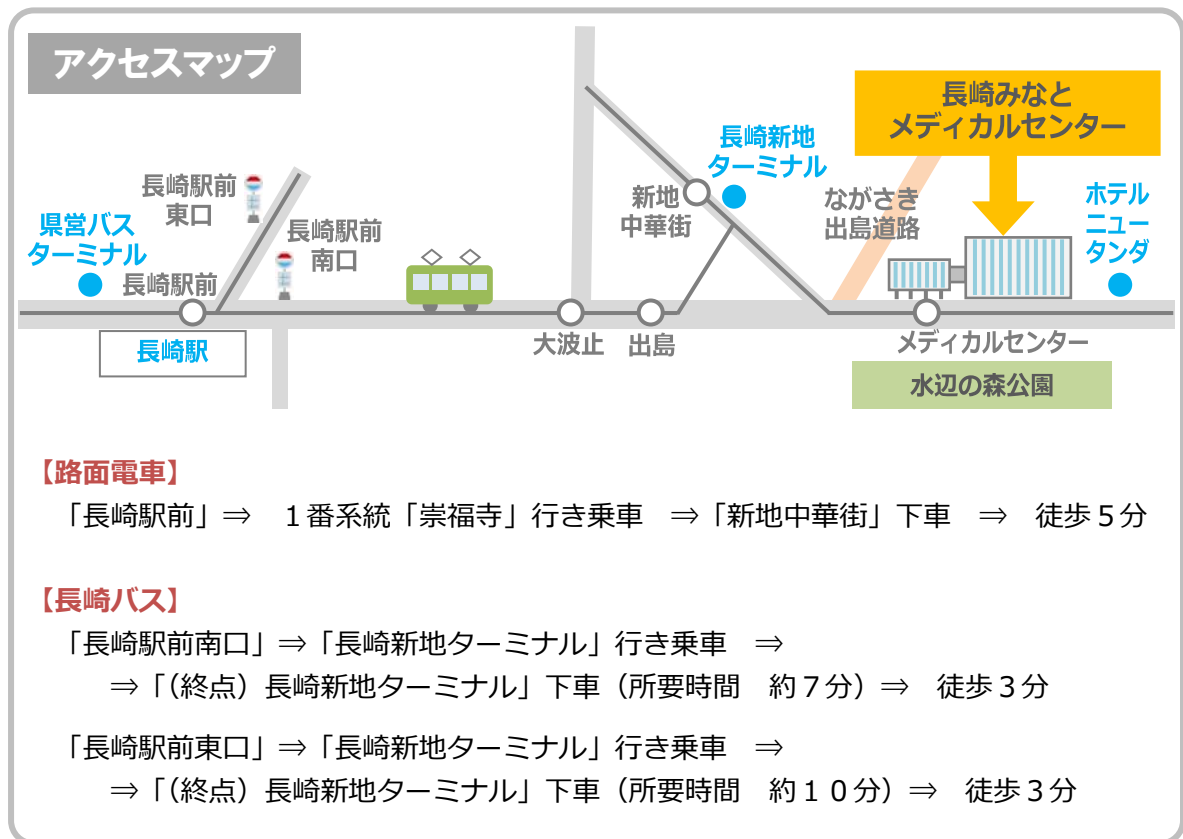 アクセスマップ
長崎みなと
メディカルセンター
長崎新地
ターミナル
長崎駅前
東口
新地
中華街
ながさき
出島道路
ホテル
ニュー
タンダ
県営バス
ターミナル
長崎駅前
南口
長崎駅前
長崎駅
大波止
出島
メディカルセンター
水辺の森公園
【路面電車】
「長崎駅前」⇒　１番系統「崇福寺」行き乗車　⇒「新地中華街」下車　⇒　徒歩５分
【長崎バス】
「長崎駅前南口」⇒「長崎新地ターミナル」行き乗車　⇒
⇒「（終点）長崎新地ターミナル」下車（所要時間　約７分）⇒　徒歩３分
「長崎駅前東口」⇒「長崎新地ターミナル」行き乗車　⇒
⇒「（終点）長崎新地ターミナル」下車（所要時間　約１０分）⇒　徒歩３分